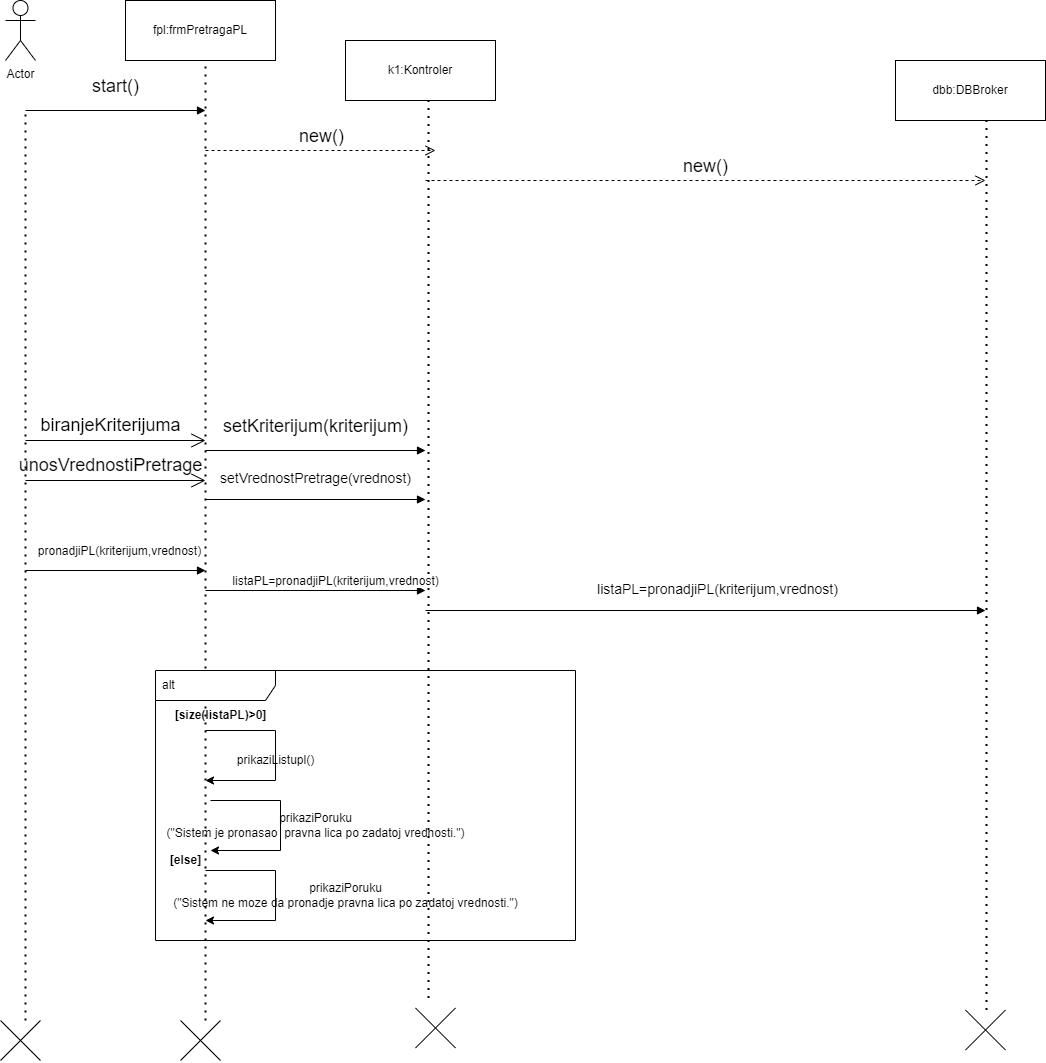 fpl:frmPretragaPL
k1:Kontroler
dbb:DBBroker
Actor
start()
new()
new()
biranjeKriterijuma
setKriterijum(kriterijum)
unosVrednostiPretrage
setVrednostPretrage(vrednost)
pronadjiPL(kriterijum,vrednost)
listaPL=pronadjiPL(kriterijum,vrednost)
listaPL=pronadjiPL(kriterijum,vrednost)
alt
[size(listaPL)>0]
prikaziListupl()
prikaziPoruku
("Sistem je pronasao pravna lica po zadatoj vrednosti.")
[else]
prikaziPoruku
("Sistem ne moze da pronadje pravna lica po zadatoj vrednosti.")